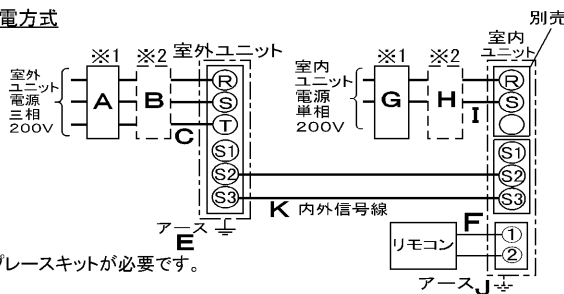 電方式
別売
※1 ※2 室外ユニット
※1 ※2 室内ユニット
室外
ユニット
電源
三相
200V
A B C
R
S
T
S1
S2
S3
室内
ユニット
電源
単相
200V
G H I
R
S
S1
S2
S3
K 内外信号線
アース
E
リモコン
F
①
②
アース J
プレースキットが必要です。